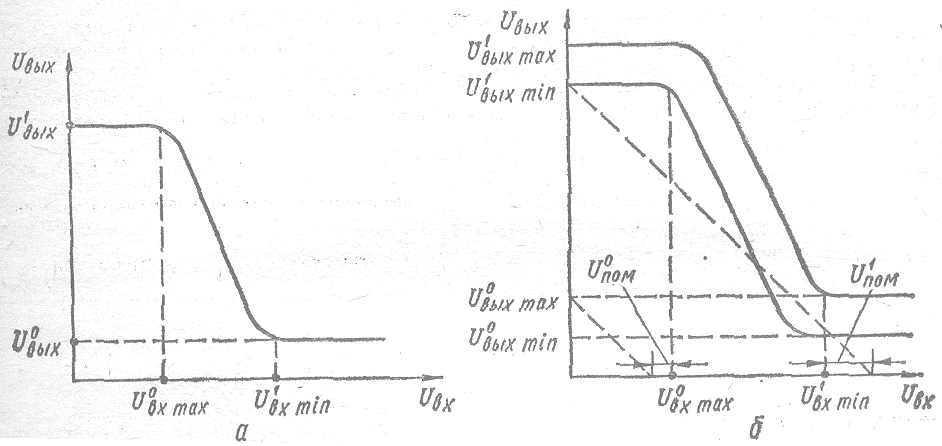 Uвых
U¹вых
U⁰вых
U⁰вх max
U¹вх min
Uвх
а
Uвых
U¹вых max
U¹вых min
U⁰пом
U¹пом
U⁰вых max
U⁰вых min
U⁰вх max
U¹вх min
Uвх
б